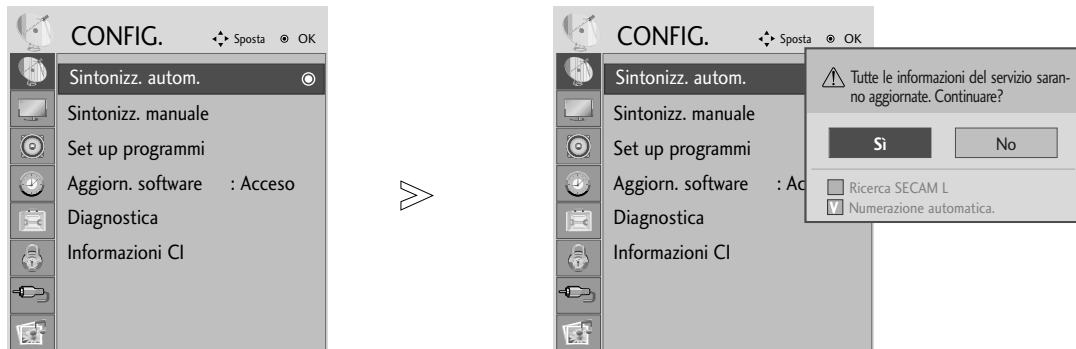 CONFIG. Sposta OK
Sintonizz. autom.
Sintonizz. manuale
Set up programmi
Aggiorn. software : Acceso
Diagnostica
Informazioni CI
CONFIG. Sposta OK
Sintonizz. autom.
Sintonizz. manuale
Set up programmi
Aggiorn. software : Ac
Diagnostica
Informazioni CI
Tutte le informazioni del servizio saran-
no aggiornate. Continuare?
Sì No
Ricerca SECAM L
V Numerazione automatica.